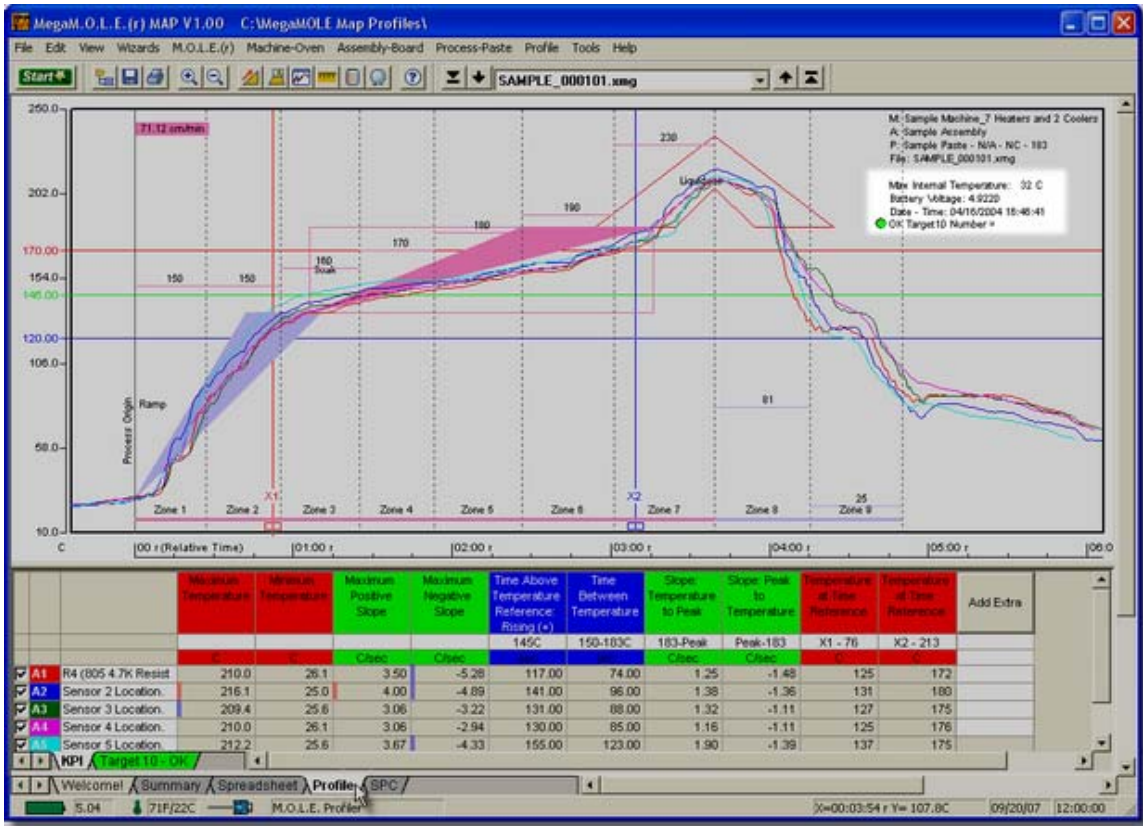 MegaM.O.L.E.(r) MAP V1.00 C:\MegaMOLE Map Profiles\
File Edit View Wizards M.O.L.E.(r) Machine-Oven Assembly-Board Process-Paste Profile Tools Help
Start SAMPLE_000101.xmg
250.0
71.12 cm/min
M: Sample Machine_7 Heaters and 2 Coolers
A: Sample Assembly
P: Sample Paste - N/A - NC - 183
File: SAMPLE_000101.xmg
230
Liquidous
Max Internal Temperature: 32 C
Battery Voltage: 4.9220
Date - Time: 04/16/2004 16:46:41
OK Target10 Number =
202.0
190
180
170
170.00
160
Soak
154.0
150 150
145.00
120.00
106.0
Ramp
81
Process Origin
58.0
X1 X2
25
Zone 1 Zone 2 Zone 3 Zone 4 Zone 5 Zone 6 Zone 7 Zone 8 Zone 9
10.0
C 00 r (Relative Time) 01:00 r 02:00 r 03:00 r 04:00 r 05:00 r 06:0
Maximum Temperature Minimum Temperature Maximum Positive Slope Maximum Negative Slope Time Above Temperature Reference: Rising (+) Time Between Temperature Slope: Temperature to Peak Slope: Peak to Temperature Temperature at Time Reference Temperature at Time Reference Add Extra
145C 150-183C 183-Peak Peak-183 X1 - 76 X2 - 213
C C C/sec C/sec C/sec C/sec C C
A1 R4 (805 4.7K Resist 210.0 26.1 3.50 -5.28 117.00 74.00 1.25 -1.48 125 172
A2 Sensor 2 Location. 216.1 25.0 4.00 -4.89 141.00 96.00 1.38 -1.36 131 180
A3 Sensor 3 Location. 209.4 25.6 3.06 -3.22 131.00 88.00 1.32 -1.11 127 175
A4 Sensor 4 Location. 210.0 26.1 3.06 -2.94 130.00 85.00 1.16 -1.11 125 176
A5 Sensor 5 Location. 212.2 25.6 3.67 -4.33 155.00 123.00 1.90 -1.39 137 175
KPI Target 10 - OK
Welcome! Summary Spreadsheet Profile SPC
5.04 71F/22C M.O.L.E. Profiler X=00:03:54 r Y= 107.8C 09/20/07 12:00:00